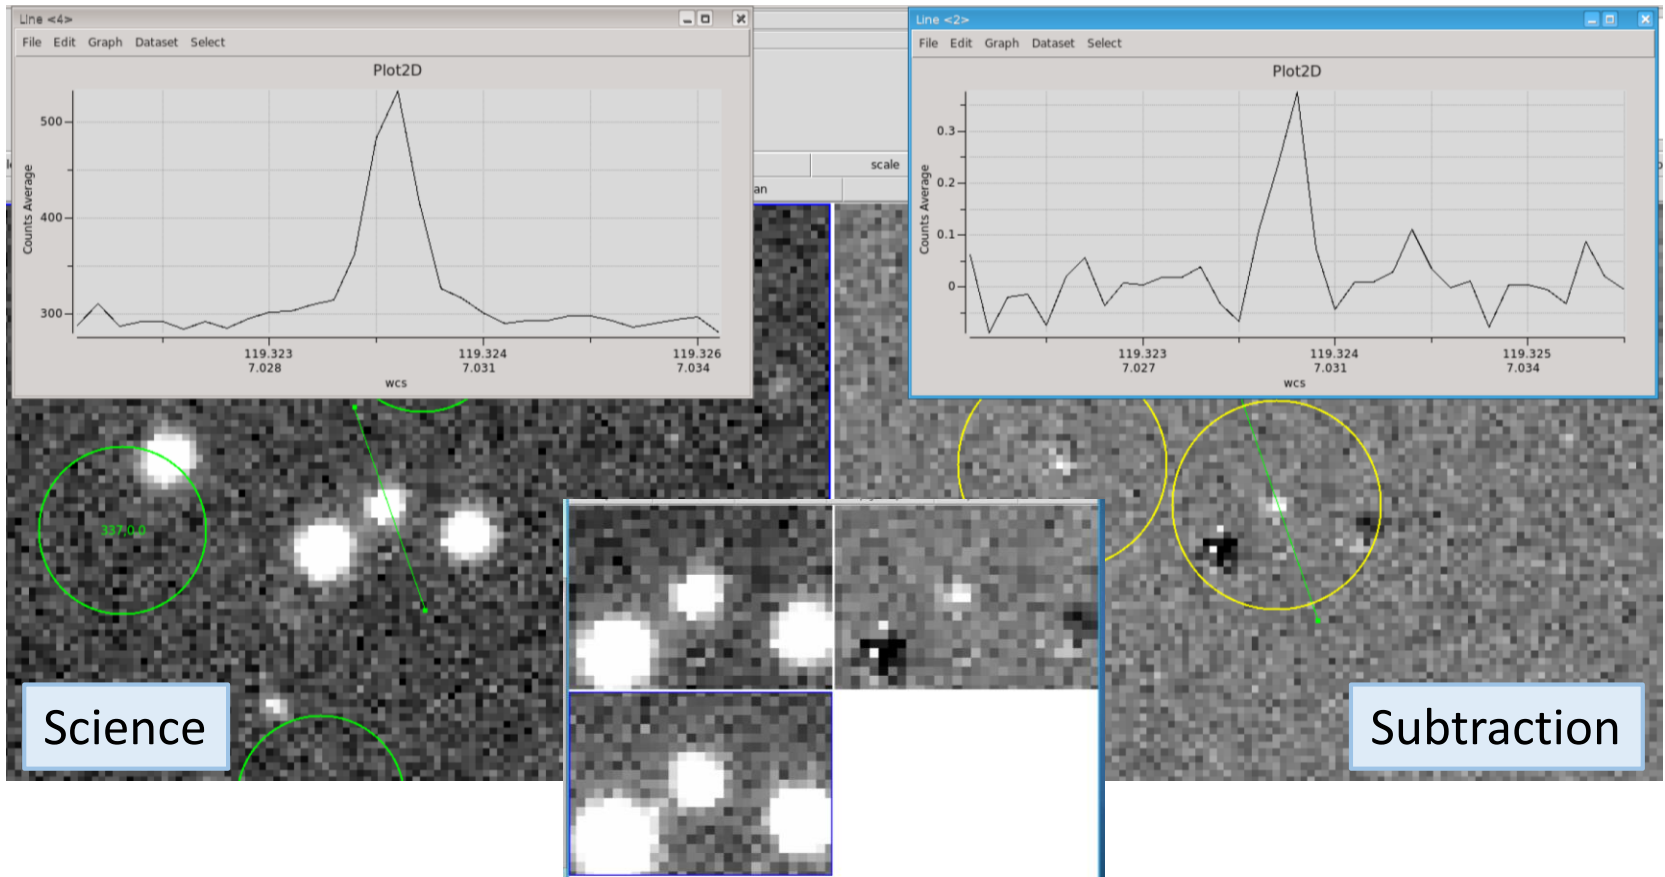 Line <4>
File Edit Graph Dataset Select
Plot2D
Counts Average
500
400
300
119.323 119.324 119.326
7.028 7.031 7.034
wcs
Line <2>
File Edit Graph Dataset Select
Plot2D
Counts Average
0.3
0.2
0.1
0
119.323 119.324 119.325
7.027 7.031 7.034
wcs
scale
an
337,0.0
Science
Subtraction